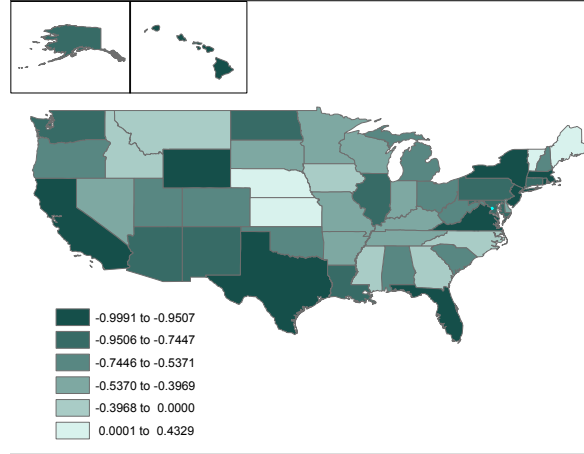 -0.9991 to -0.9507
-0.9506 to -0.7447
-0.7446 to -0.5371
-0.5370 to -0.3969
-0.3968 to 0.0000
0.0001 to 0.4329